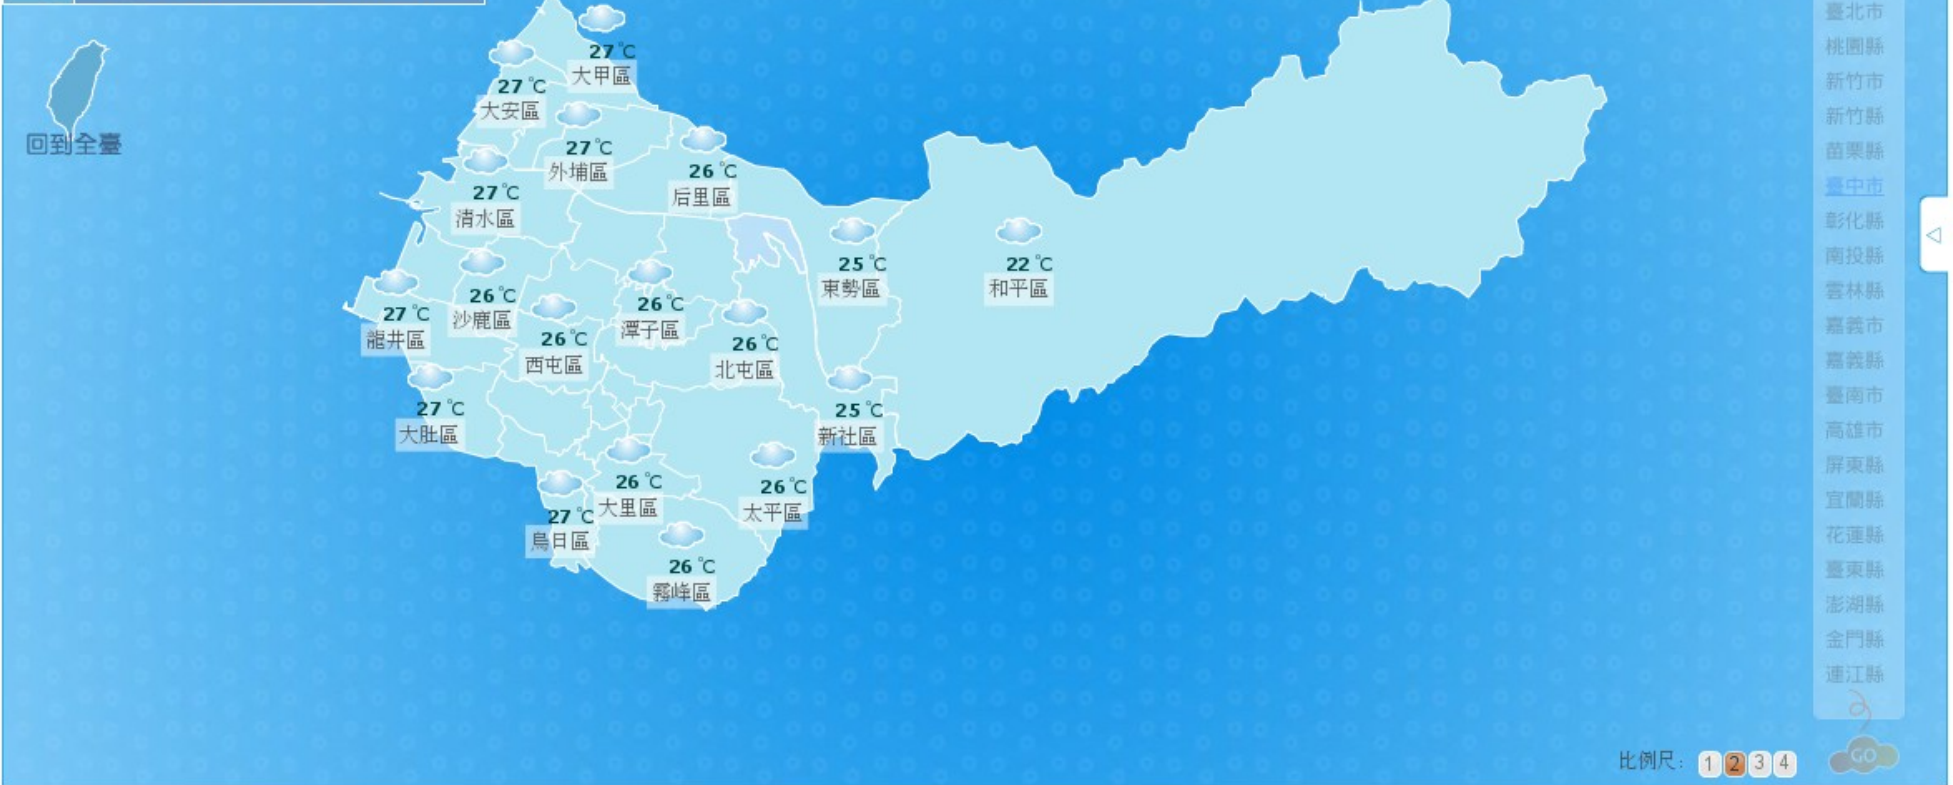 回到全臺
27 °C
大甲區
27 °C
大安區
27 °C
外埔區
26 °C
后里區
27 °C
清水區
25 °C
東勢區
22 °C
和平區
26 °C
沙鹿區
26 °C
潭子區
27 °C
龍井區
26 °C
西屯區
26 °C
北屯區
27 °C
大肚區
25 °C
新社區
26 °C
大里區
26 °C
太平區
27 °C
烏日區
26 °C
霧峰區
臺北市
桃園縣
新竹市
新竹縣
苗栗縣
臺中市
彰化縣
南投縣
雲林縣
嘉義市
嘉義縣
臺南市
高雄市
屏東縣
宜蘭縣
花蓮縣
臺東縣
澎湖縣
金門縣
連江縣
比例尺: 1 2 3 4
GO